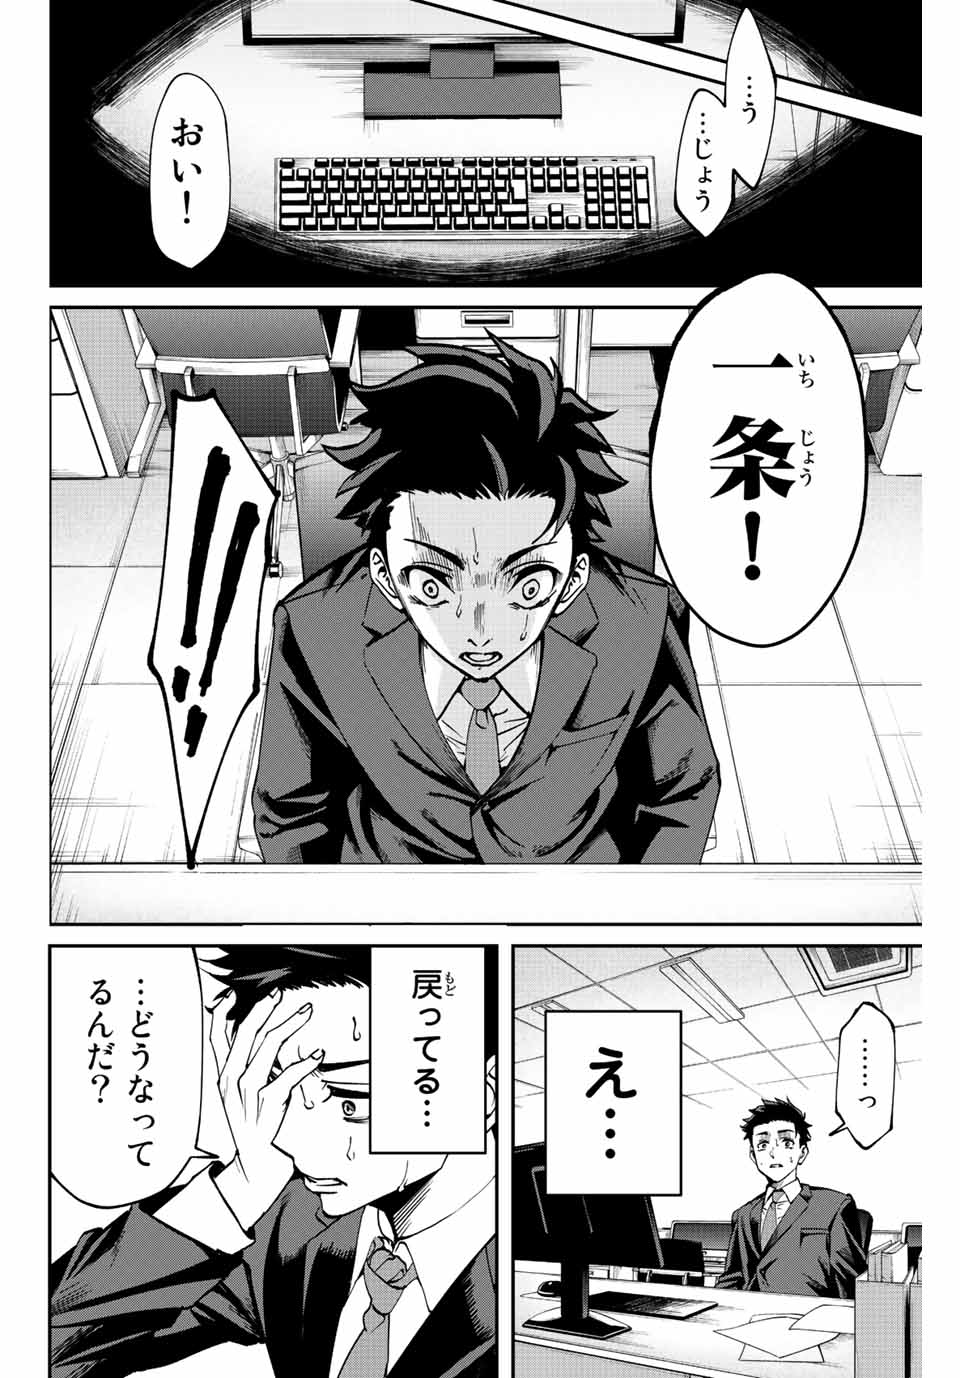 …う
…じょう
おい！
一条！
いち
じょう
！！
え…
……っ
戻ってる…
もど
…どうなって
るんだ？